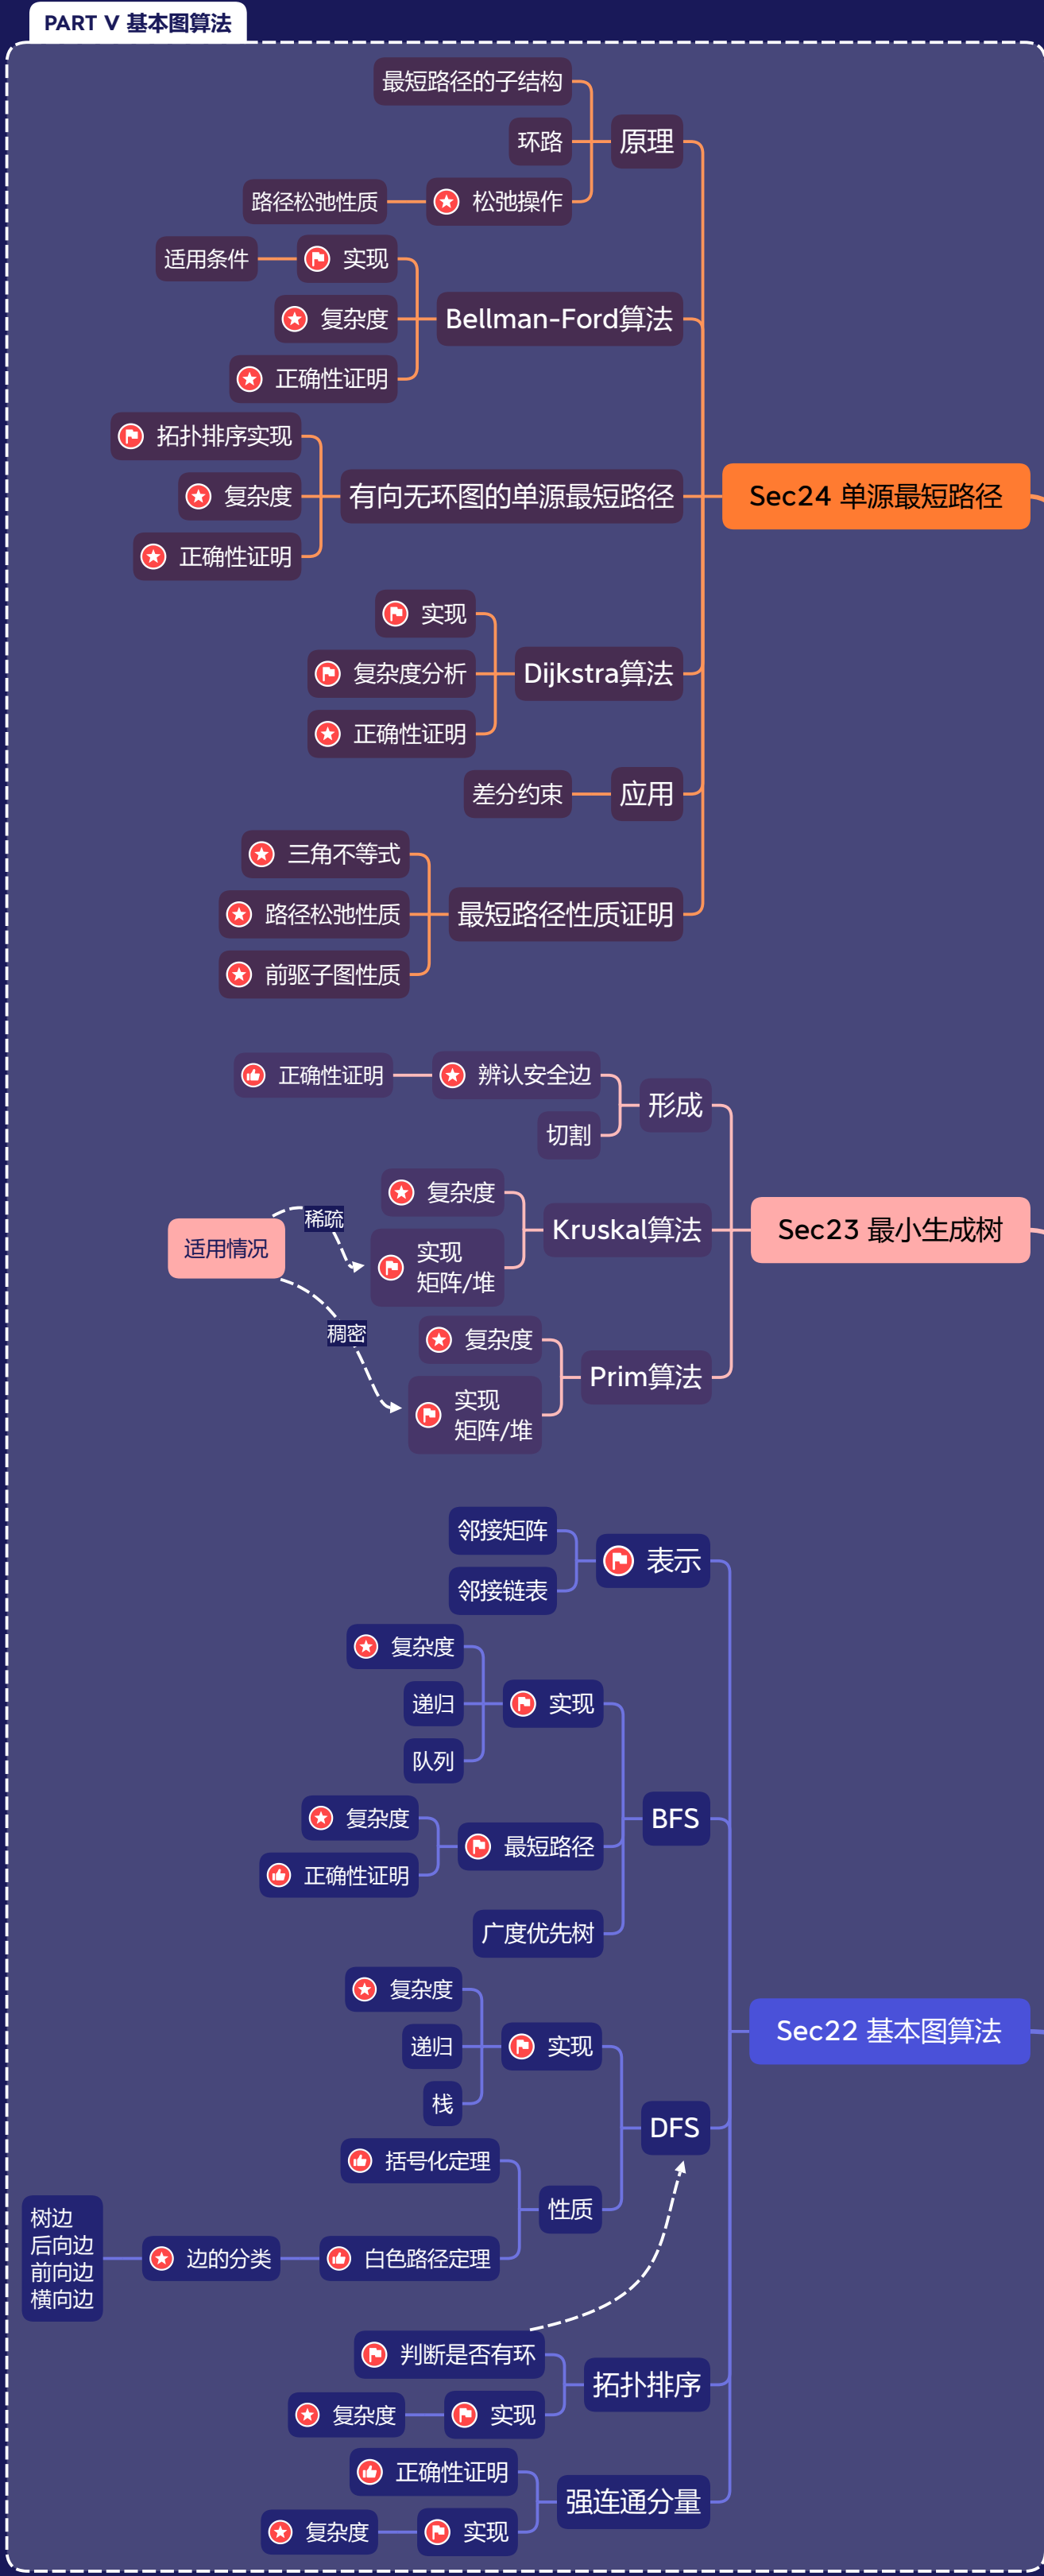 PART V 基本图算法
最短路径的子结构
环路
原理
路径松弛性质
松弛操作
适用条件
实现
复杂度
Bellman-Ford算法
正确性证明
拓扑排序实现
复杂度
有向无环图的单源最短路径
Sec24 单源最短路径
正确性证明
实现
复杂度分析
Dijkstra算法
正确性证明
差分约束
应用
三角不等式
路径松弛性质
最短路径性质证明
前驱子图性质
正确性证明
辨认安全边
形成
切割
复杂度
稀疏
适用情况
Kruskal算法
Sec23 最小生成树
实现
矩阵/堆
稠密
复杂度
Prim算法
实现
矩阵/堆
邻接矩阵
表示
邻接链表
复杂度
递归
实现
队列
复杂度
BFS
最短路径
正确性证明
广度优先树
复杂度
Sec22 基本图算法
递归
实现
栈
DFS
括号化定理
性质
树边
后向边
前向边
横向边
边的分类
白色路径定理
判断是否有环
拓扑排序
复杂度
实现
正确性证明
强连通分量
复杂度
实现